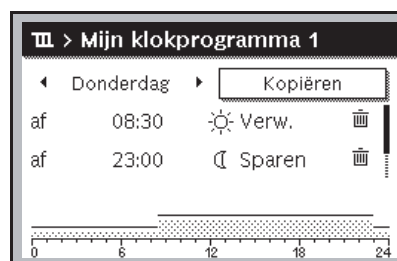 > Mijn klokprogramma 1
Donderdag Kopiëren
af 08:30 Verw.
af 23:00 Sparen
0 6 12 18 24